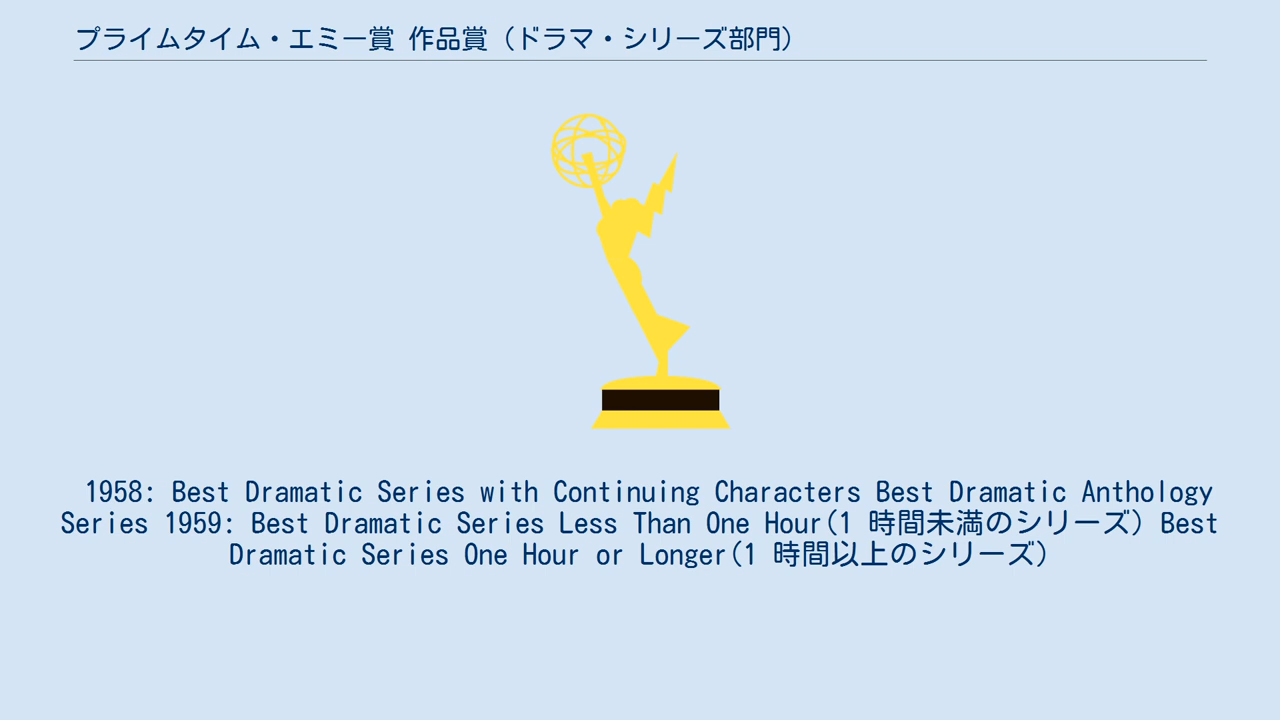 プライムタイム・エミー賞 作品賞（ドラマ・シリーズ部門）
1958: Best Dramatic Series with Continuing Characters Best Dramatic Anthology
Series 1959: Best Dramatic Series Less Than One Hour(1 時間未満のシリーズ) Best
Dramatic Series One Hour or Longer(1 時間以上のシリーズ)